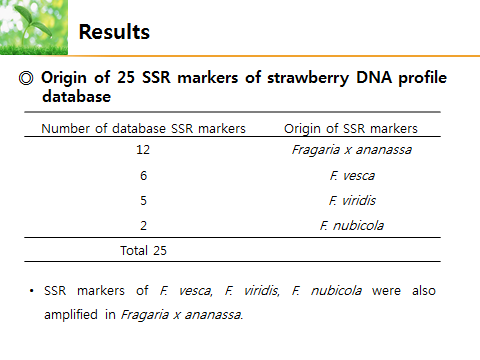 Results
◎ Origin of 25 SSR markers of strawberry DNA profile
database
Number of database SSR markers Origin of SSR markers
12 Fragaria x ananassa
6 F. vesca
5 F. viridis
2 F. nubicola
Total 25
• SSR markers of F. vesca, F. viridis, F. nubicola were also
amplified in Fragaria x ananassa.